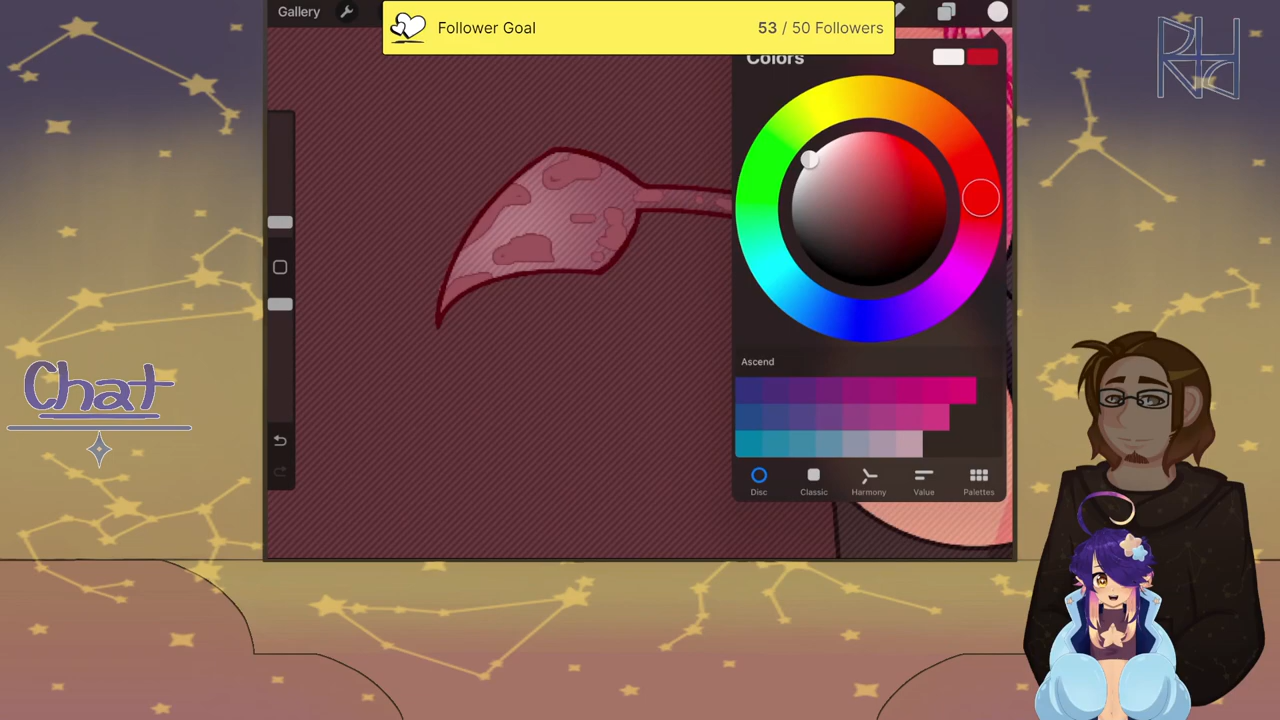 Gallery
Follower Goal
53 / 50 Followers
Colors
Chat
Ascend
Disc
Classic
Harmony
Value
Palettes